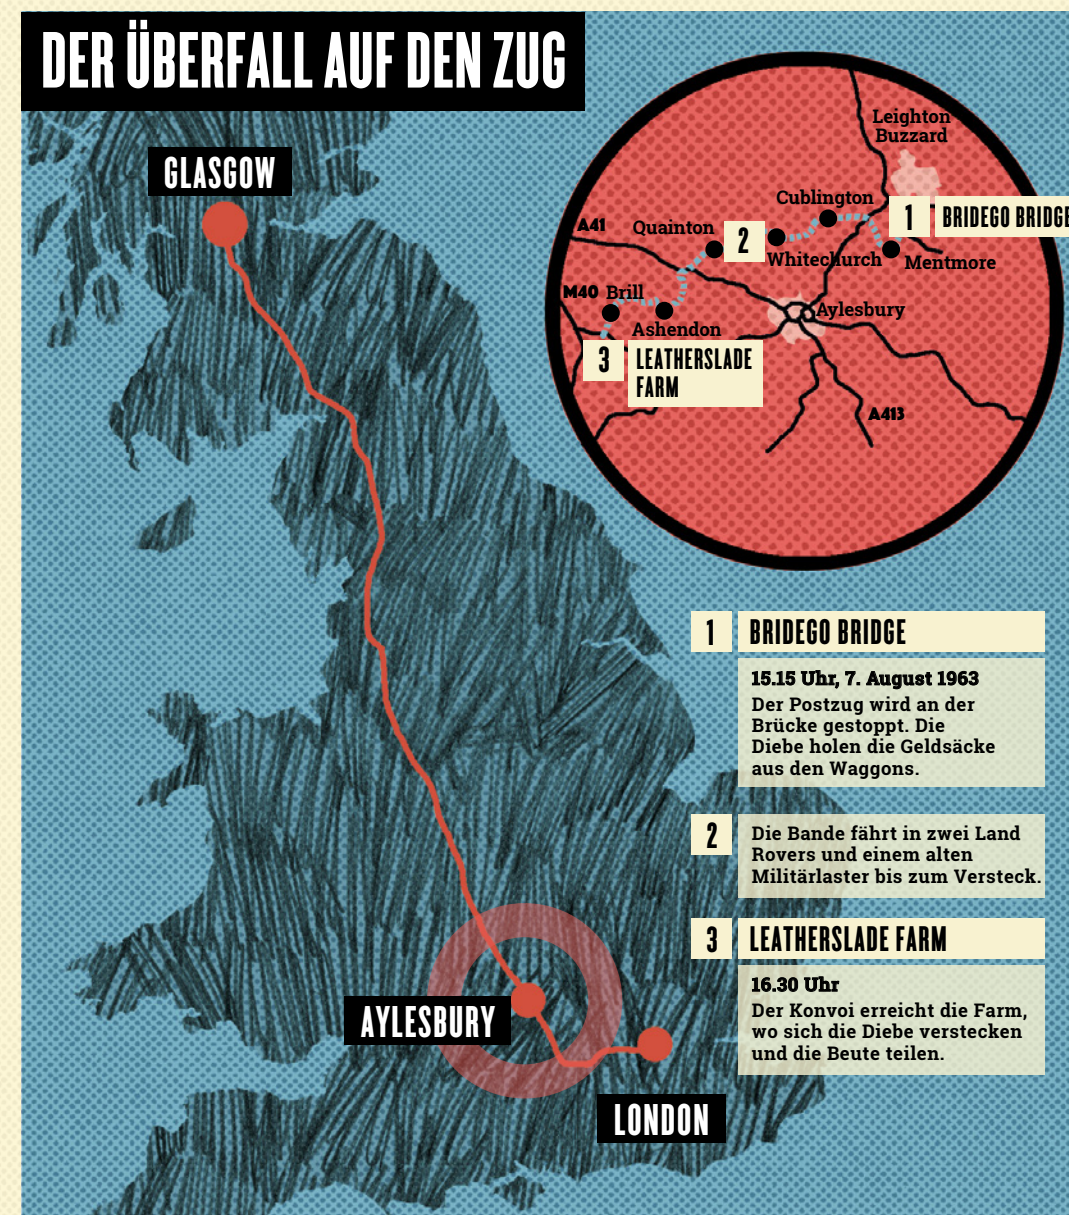 DER ÜBERFALL AUF DEN ZUG
GLASGOW
Leighton
Buzzard
Cublington
1
BRIDEGO BRIDGE
A41
Quainton
2
Whitechurch
Mentmore
M40
Brill
Aylesbury
Ashendon
3
LEATHERSLADE
FARM
A413
1
BRIDEGO BRIDGE
15.15 Uhr, 7. August 1963
Der Postzug wird an der
Brücke gestoppt. Die
Diebe holen die Geldsäcke
aus den Waggons.
2
Die Bande fährt in zwei Land
Rovers und einem alten
Militärlaster bis zum Versteck.
3
LEATHERSLADE FARM
16.30 Uhr
Der Konvoi erreicht die Farm,
wo sich die Diebe verstecken
und die Beute teilen.
AYLESBURY
LONDON